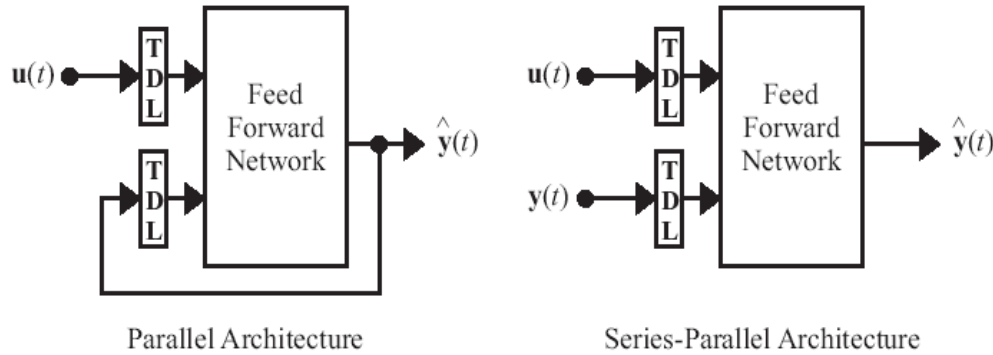 u(t)
T
D
L
T
D
L
Feed
Forward
Network
ŷ(t)
Parallel Architecture
u(t)
y(t)
T
D
L
T
D
L
Feed
Forward
Network
ŷ(t)
Series-Parallel Architecture